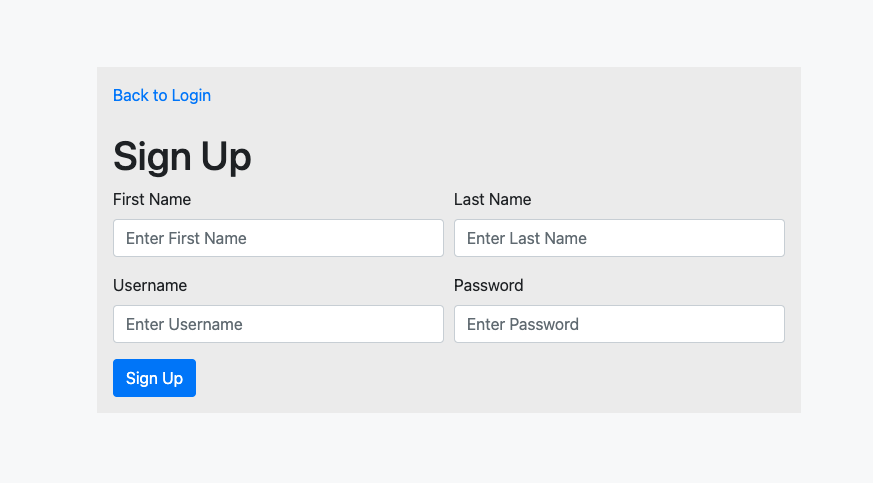 Back to Login
Sign Up
First Name Last Name
Enter First Name Enter Last Name
Username Password
Enter Username Enter Password
Sign Up